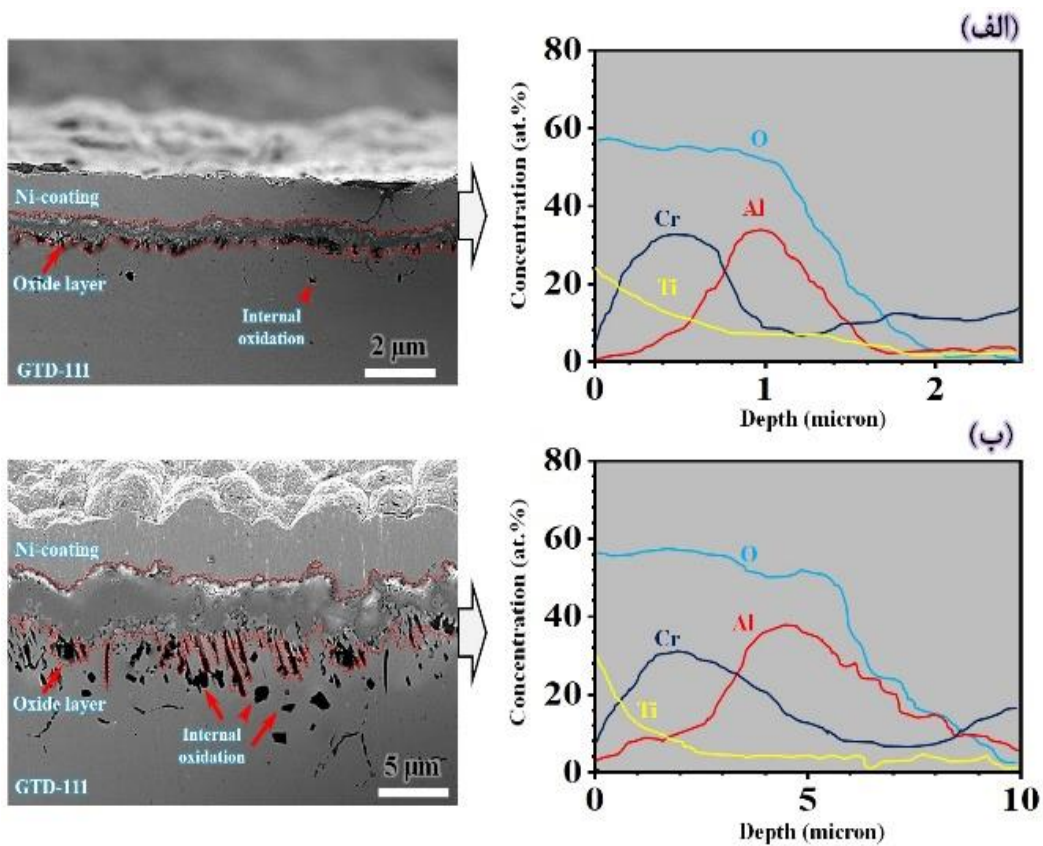 (الف)
Ni-coating
Oxide layer
Internal
oxidation
GTD-111
2 μm
80
60
40
20
0
Concentration (at.%)
O
Cr
Al
Ti
0
1
2
Depth (micron)
(ب)
Ni-coating
Oxide layer
Internal
oxidation
GTD-111
5 μm
80
60
40
20
0
Concentration (at.%)
O
Cr
Al
Ti
0
5
10
Depth (micron)